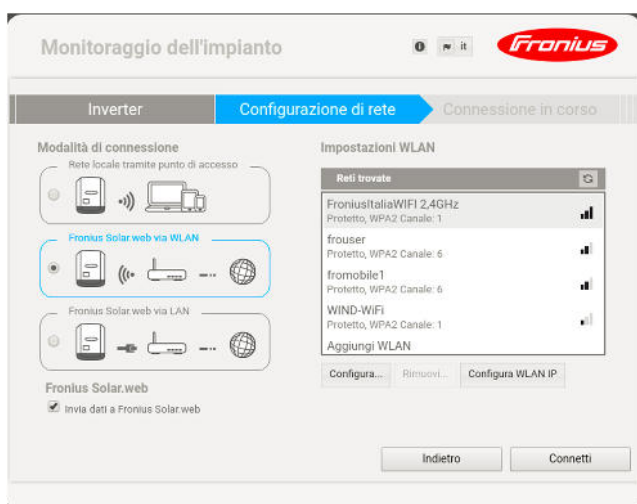 Monitoraggio dell'impianto
it
Fronius
Inverter
Configurazione di rete
Connessione in corso
Modalità di connessione
Rete locale tramite punto di accesso
Fronius Solar.web via WLAN
Fronius Solar.web via LAN
Fronius Solar.web
Invia dati a Fronius Solar.web
Impostazioni WLAN
Reti trovate
FroniusItaliaWIFI 2,4GHz
Protetto, WPA2 Canale: 1
frouser
Protetto, WPA2 Canale: 6
fromobile1
Protetto, WPA2 Canale: 6
WIND-WiFi
Protetto, WPA2 Canale: 1
Aggiungi WLAN
Configura... Rimuovi... Configura WLAN IP
Indietro Connetti